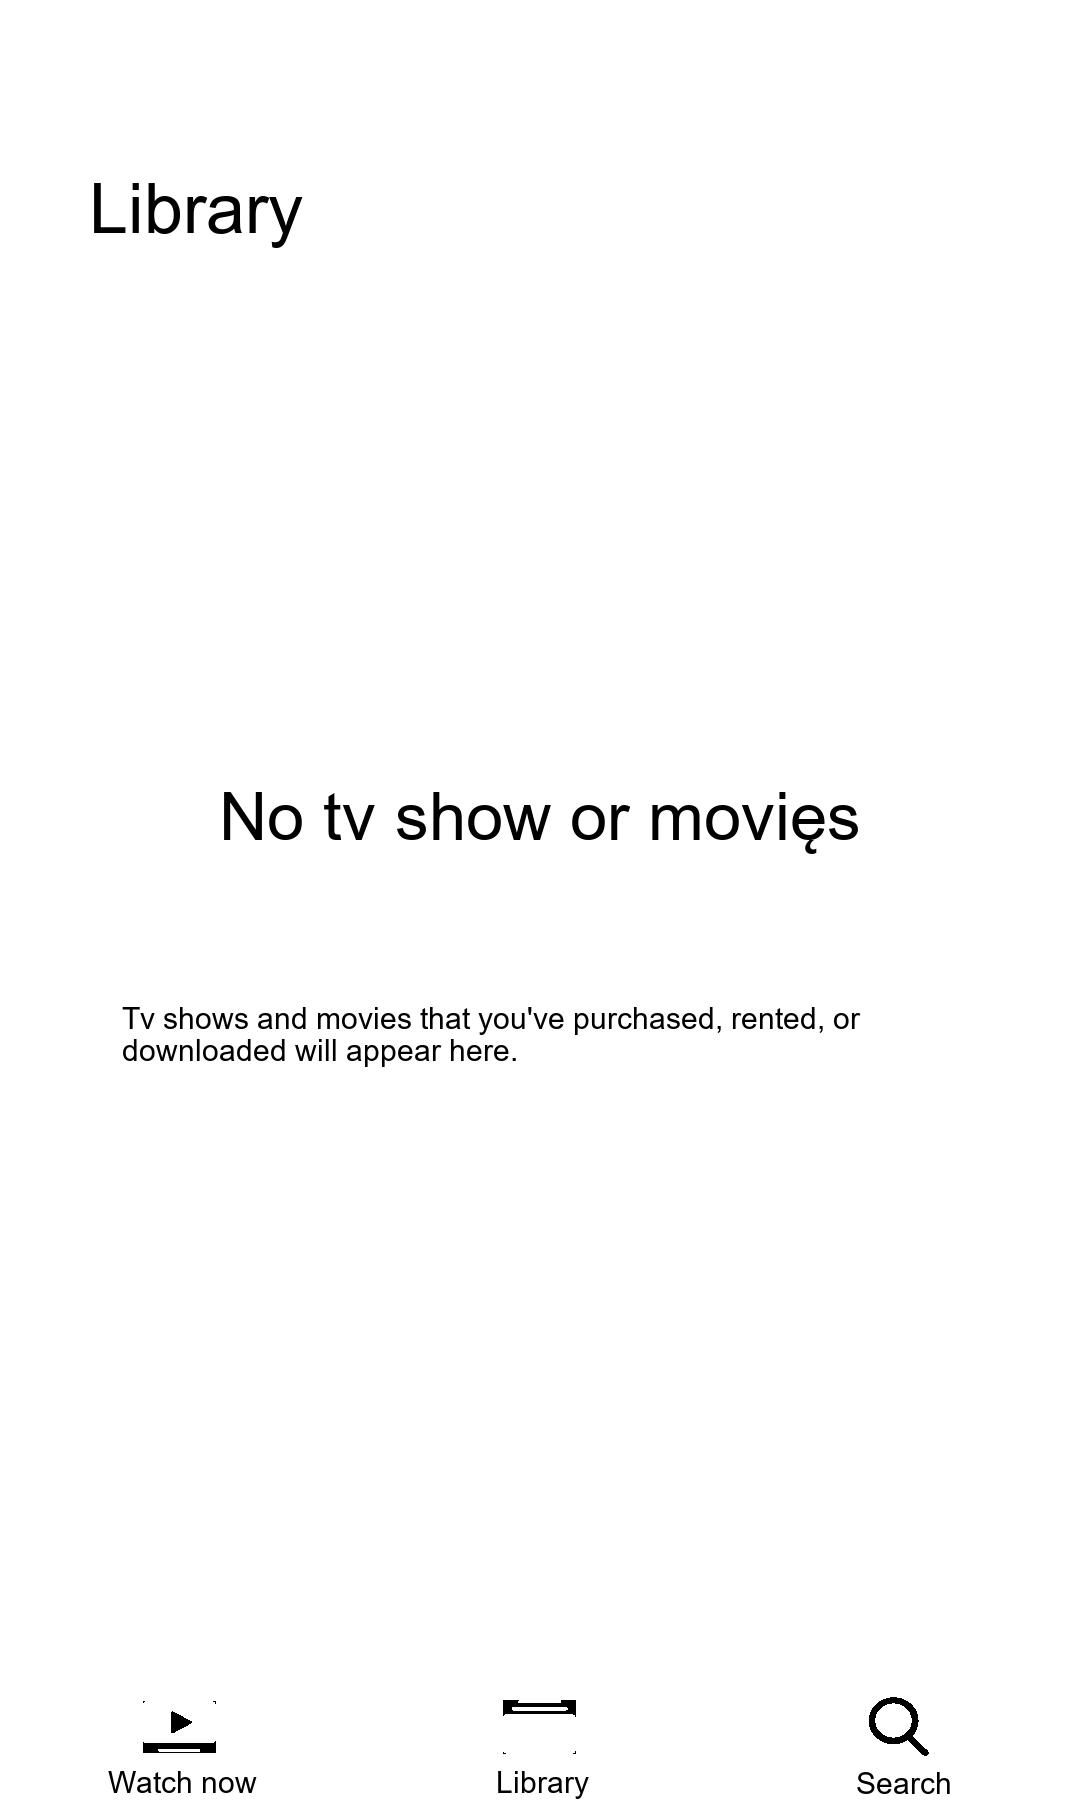 Library
No tv show or movięs
Tv shows and movies that you've purchased, rented, or
downloaded will appear here.
Watch now
Library
Search